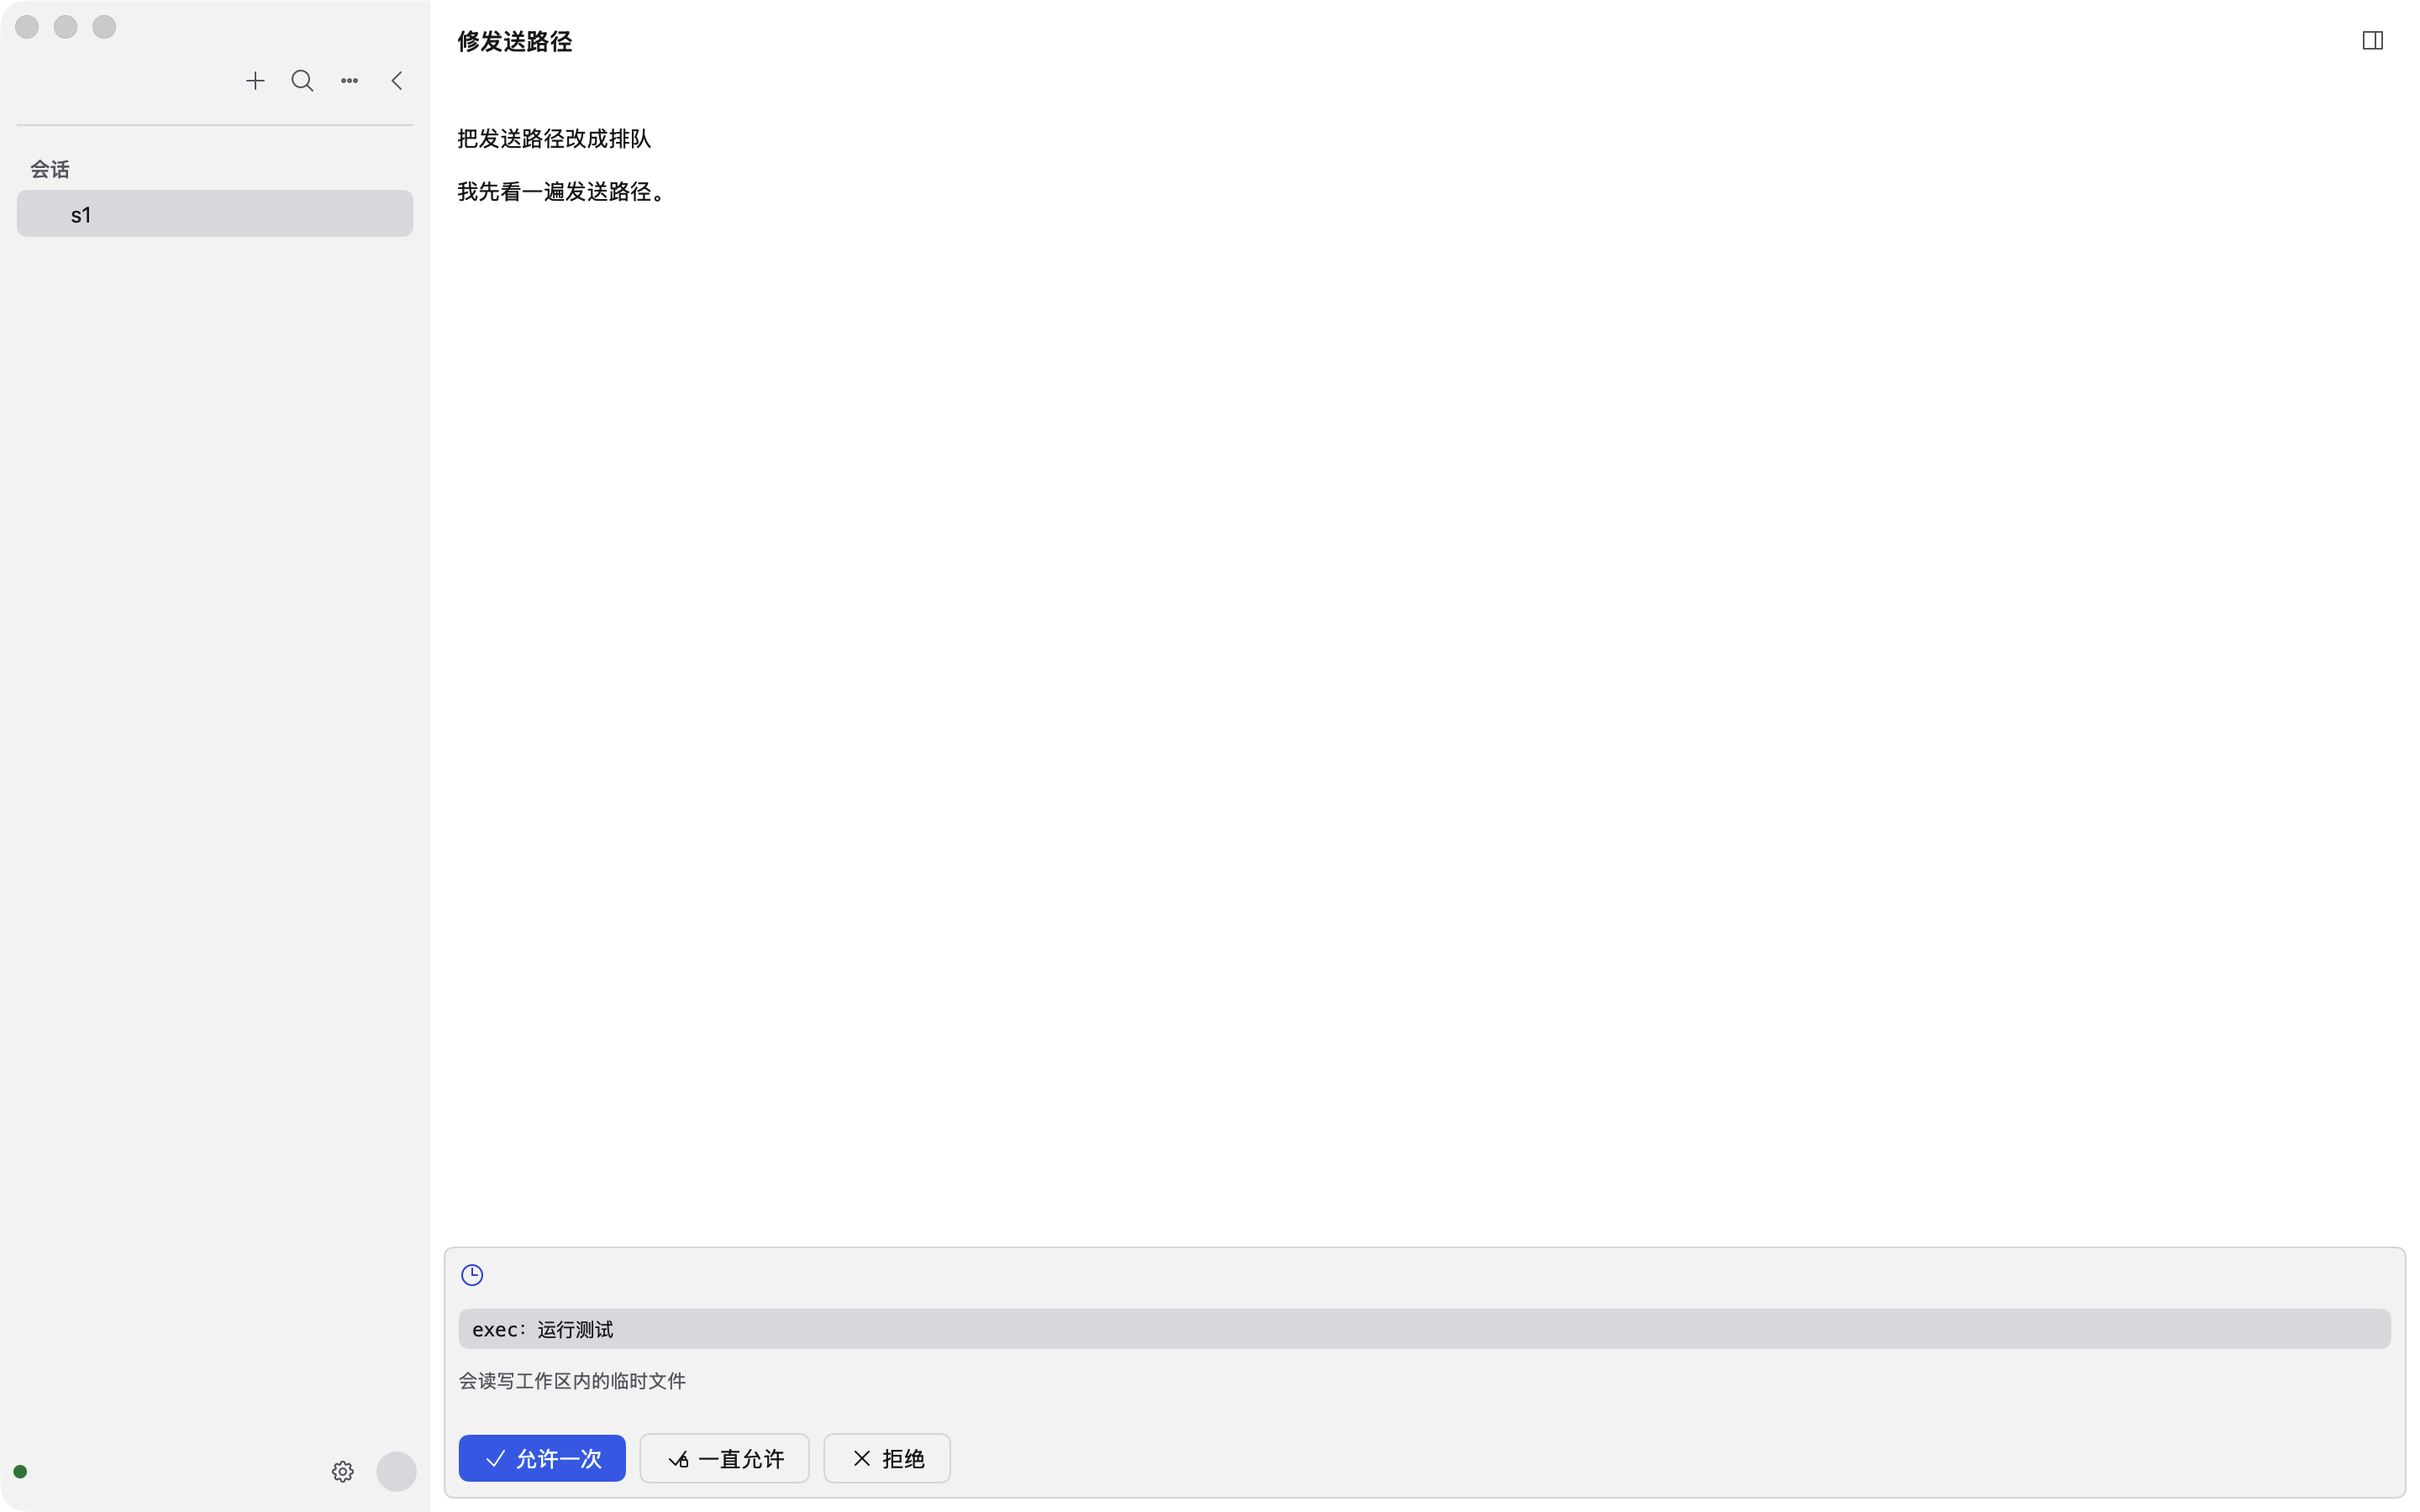 修发送路径
会话
s1
把发送路径改成排队
我先看一遍发送路径。
exec: 运行测试
会读写工作区内的临时文件
允许一次
一直允许
拒绝